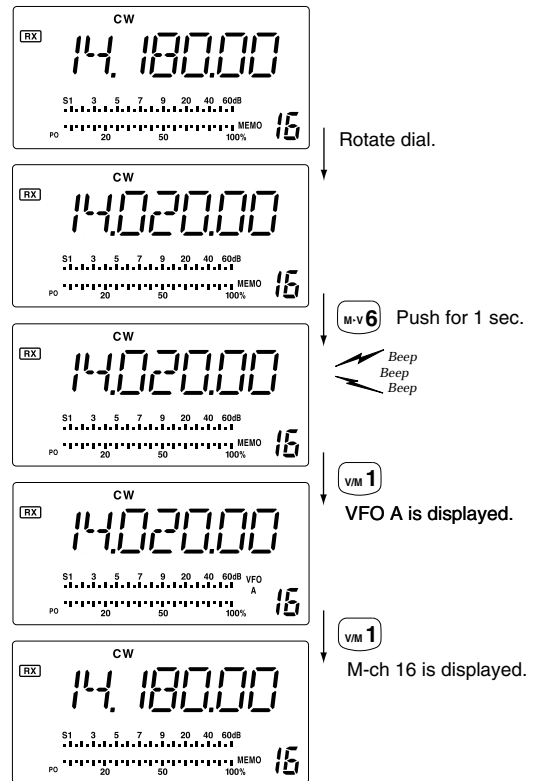 CW
RX
14.180.00
S1 3 5 7 9 20 40 60dB
MEMO
16
PO 20 50 100%
Rotate dial.
CW
RX
14.020.00
S1 3 5 7 9 20 40 60dB
MEMO
16
PO 20 50 100%
M▸V 6 Push for 1 sec.
CW
RX
14.020.00
Beep
Beep
Beep
S1 3 5 7 9 20 40 60dB
MEMO
16
PO 20 50 100%
V/M 1
VFO A is displayed.
CW
RX
14.020.00
S1 3 5 7 9 20 40 60dB VFO
A
16
PO 20 50 100%
V/M 1
M-ch 16 is displayed.
CW
RX
14.180.00
S1 3 5 7 9 20 40 60dB
MEMO
16
PO 20 50 100%